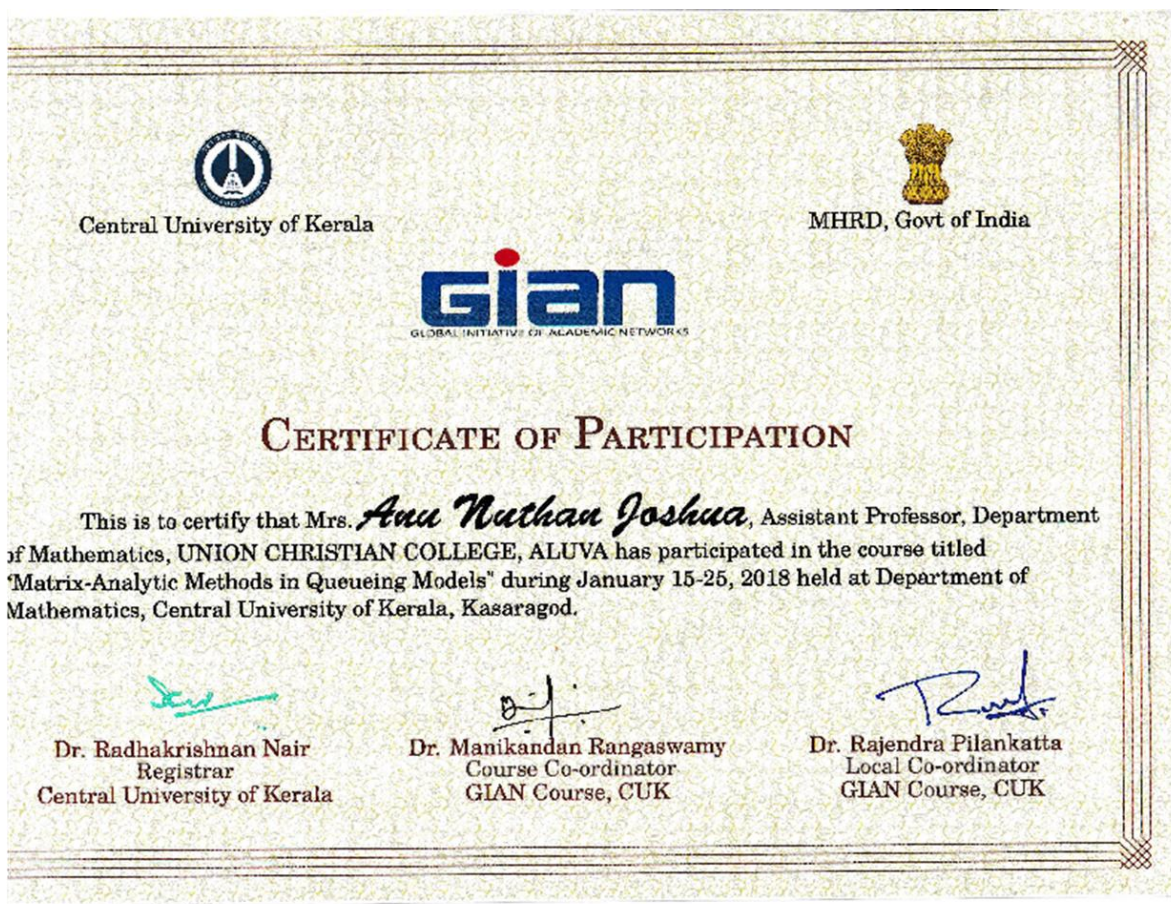 Central University of Kerala
MHRD, Govt of India
Gian
GLOBAL INITIATIVE OF ACADEMIC NETWORKS
CERTIFICATE OF PARTICIPATION
This is to certify that Mrs. Anu Nuthan Joshua, Assistant Professor, Department
of Mathematics, UNION CHRISTIAN COLLEGE, ALUVA has participated in the course titled
"Matrix-Analytic Methods in Queueing Models" during January 15-25, 2018 held at Department of
Mathematics, Central University of Kerala, Kasaragod.
Dr. Radhakrishnan Nair
Registrar
Central University of Kerala
Dr. Manikandan Rangaswamy
Course Co-ordinator
GIAN Course, CUK
Dr. Rajendra Pilankatta
Local Co-ordinator
GIAN Course, CUK